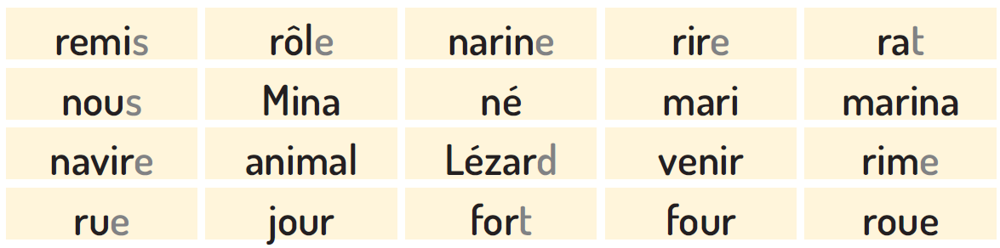 remis rôle narine rire rat
nous Mina né mari marina
navire animal Lézard venir rime
rue jour fort four roue